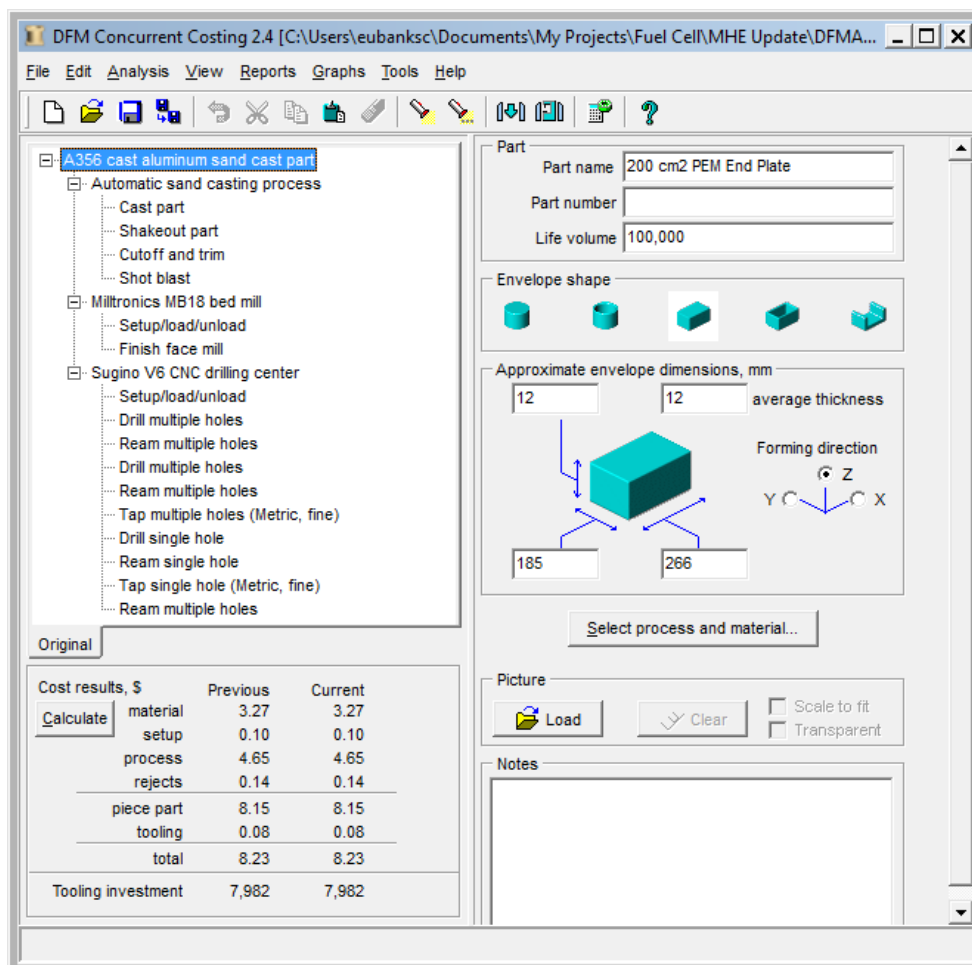 DFM Concurrent Costing 2.4 [C:\Users\eubanksc\Documents\My Projects\Fuel Cell\MHE Update\DFMA...
File Edit Analysis View Reports Graphs Tools Help
A356 cast aluminum sand cast part
Automatic sand casting process
Cast part
Shakeout part
Cutoff and trim
Shot blast
Milltronics MB18 bed mill
Setup/load/unload
Finish face mill
Sugino V6 CNC drilling center
Setup/load/unload
Drill multiple holes
Ream multiple holes
Drill multiple holes
Ream multiple holes
Tap multiple holes (Metric, fine)
Drill single hole
Ream single hole
Tap single hole (Metric, fine)
Ream multiple holes
Original
Cost results, $ Previous Current
Calculate material 3.27 3.27
setup 0.10 0.10
process 4.65 4.65
rejects 0.14 0.14
piece part 8.15 8.15
tooling 0.08 0.08
total 8.23 8.23
Tooling investment 7,982 7,982
Part
Part name 200 cm2 PEM End Plate
Part number
Life volume 100,000
Envelope shape
Approximate envelope dimensions, mm
12 12 average thickness
Forming direction
Z
Y X
185 266
Select process and material...
Picture
Load Clear Scale to fit
Transparent
Notes